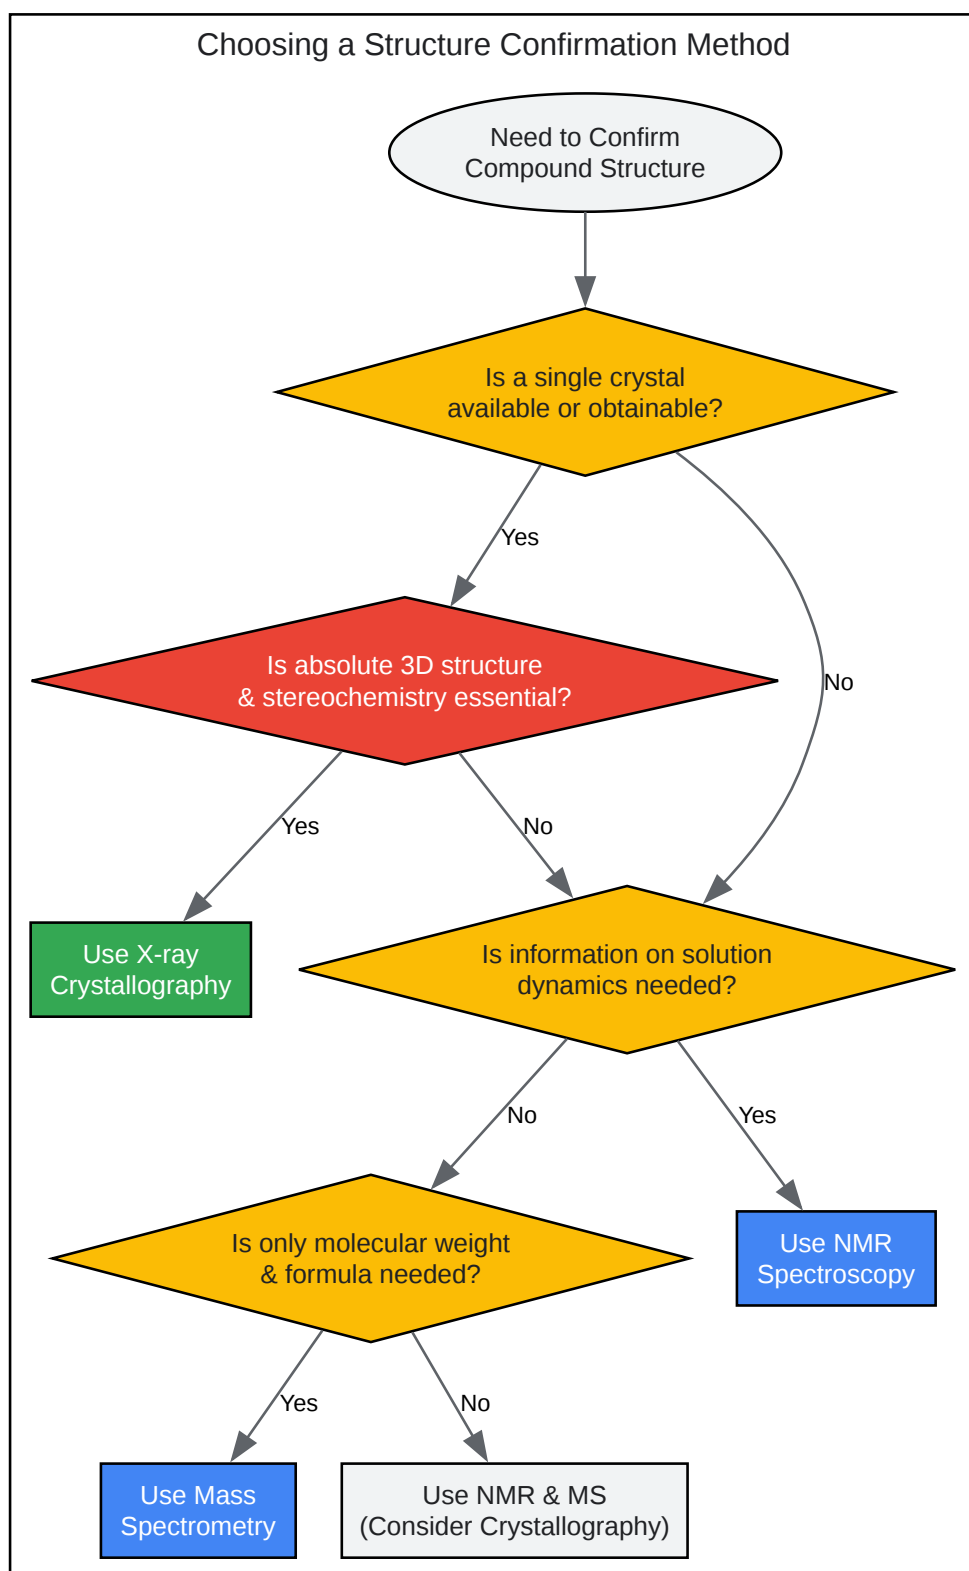 Choosing a Structure Confirmation Method
Need to Confirm
Compound Structure
Is a single crystal
available or obtainable?
Yes
No
Is absolute 3D structure
& stereochemistry essential?
Yes
No
Use X-ray
Crystallography
Is information on solution
dynamics needed?
No
Yes
Is only molecular weight
& formula needed?
Use NMR
Spectroscopy
Yes
No
Use Mass
Spectrometry
Use NMR & MS
(Consider Crystallography)